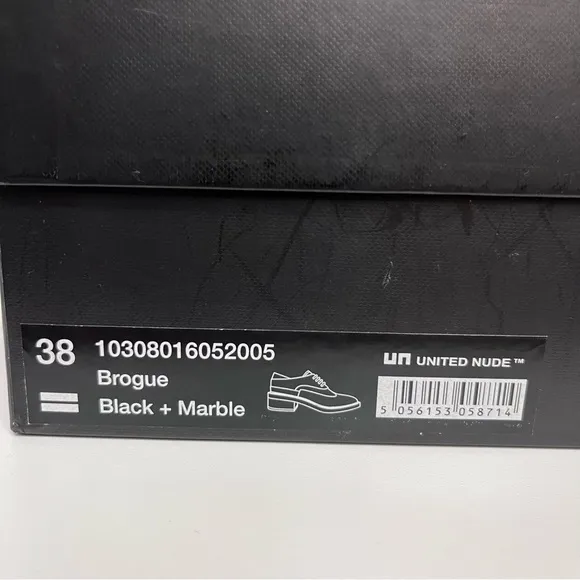 38
10308016052005
Brogue
Black + Marble
un UNITED NUDE™
5 056153 058714